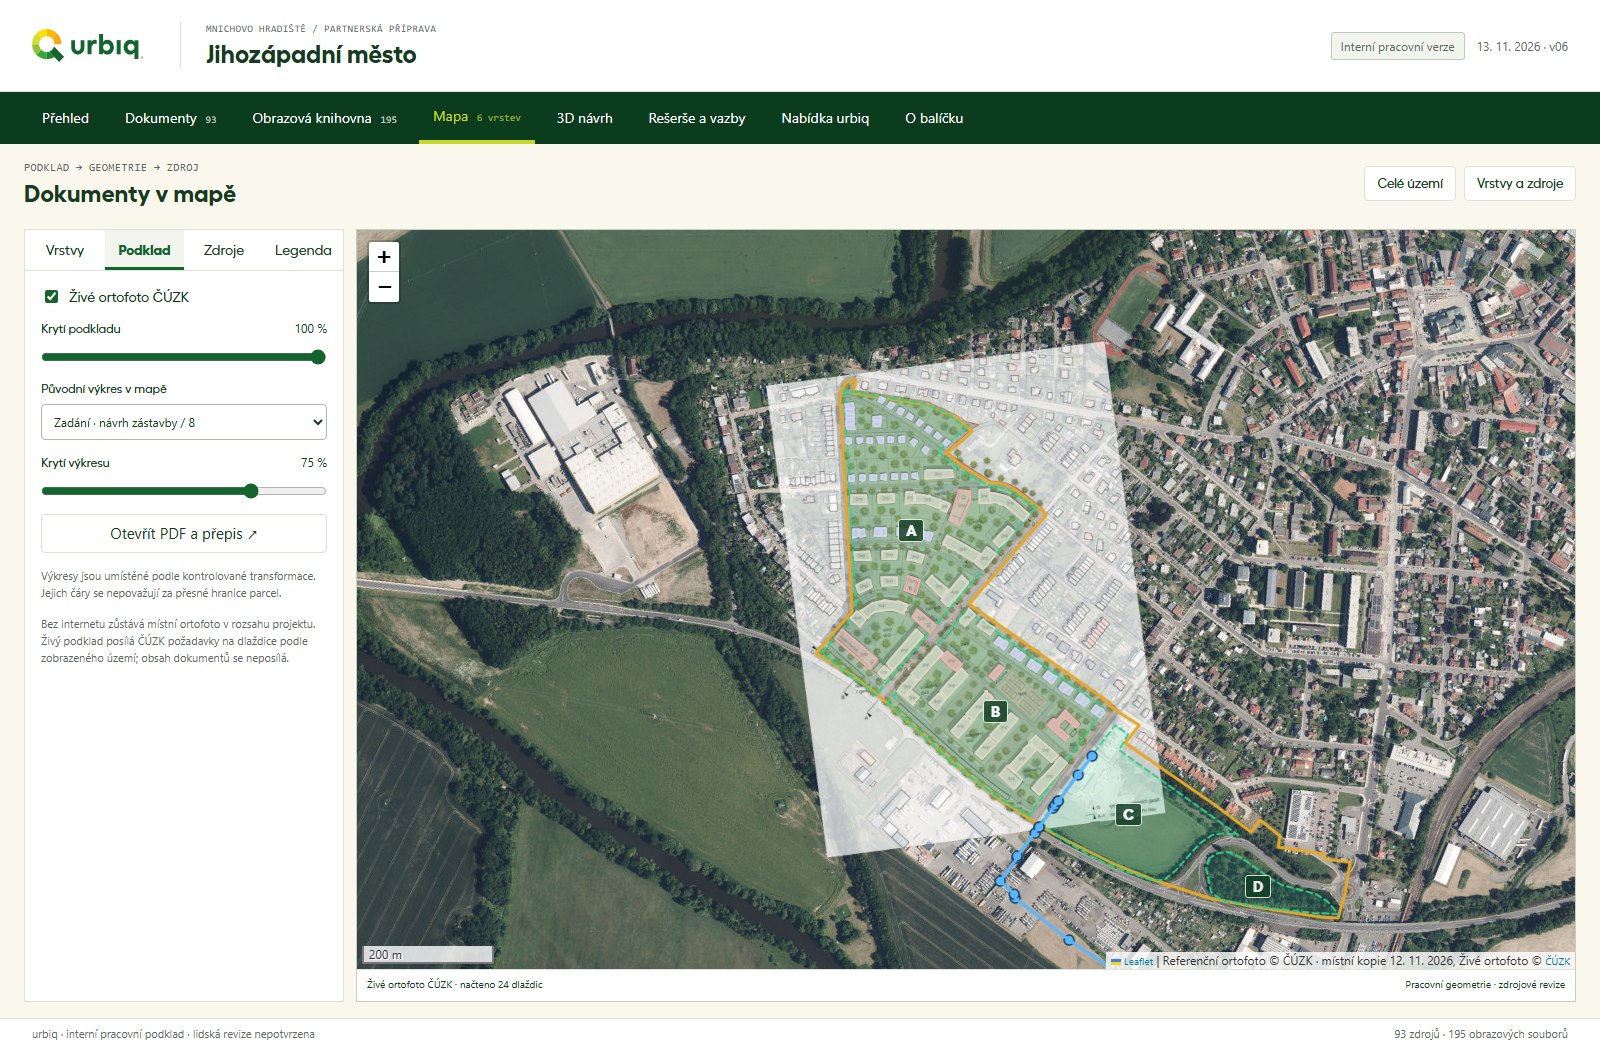 urbiq
MNICHOVO HRADIŠTĚ / PARTNERSKÁ PŘÍPRAVA
Jihozápadní město
Interní pracovní verze
13. 11. 2026 · v06
Přehled
Dokumenty 93
Obrazová knihovna 195
Mapa 6 vrstev
3D návrh
Rešerše a vazby
Nabídka urbiq
O balíčku
PODKLAD → GEOMETRIE → ZDROJ
Dokumenty v mapě
Celé území
Vrstvy a zdroje
Vrstvy
Podklad
Zdroje
Legenda
Živé ortofoto ČÚZK
Krytí podkladu 100 %
Původní výkres v mapě
Zadání · návrh zástavby / 8
Krytí výkresu 75 %
Otevřít PDF a přepis ↗
Výkresy jsou umístěné podle kontrolované transformace.
Jejich čáry se nepovažují za přesné hranice parcel.
Bez internetu zůstává místní ortofoto v rozsahu projektu.
Živý podklad posílá ČÚZK požadavky na dlaždice podle
zobrazeného území; obsah dokumentů se neposílá.
+
−
A
B
C
D
200 m
Leaflet | Referenční ortofoto © ČÚZK · místní kopie 12. 11. 2026, Živé ortofoto © ČÚZK
Živé ortofoto ČÚZK · načteno 24 dlaždic
Pracovní geometrie · zdrojové revize
urbiq · interní pracovní podklad · lidská revize nepotvrzena
93 zdrojů · 195 obrazových souborů